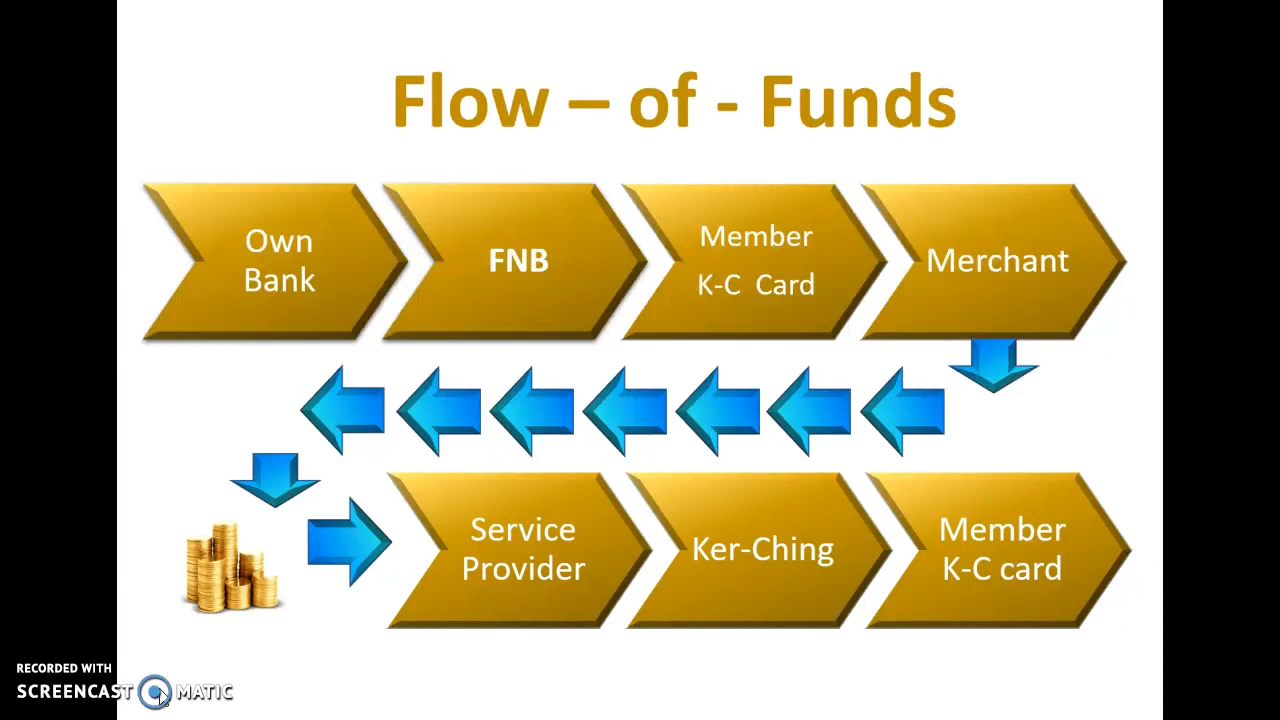 Flow – of - Funds
Own
Bank
FNB
Member
K-C Card
Merchant
Service
Provider
Ker-Ching
Member
K-C card
RECORDED WITH
SCREENCAST MATIC